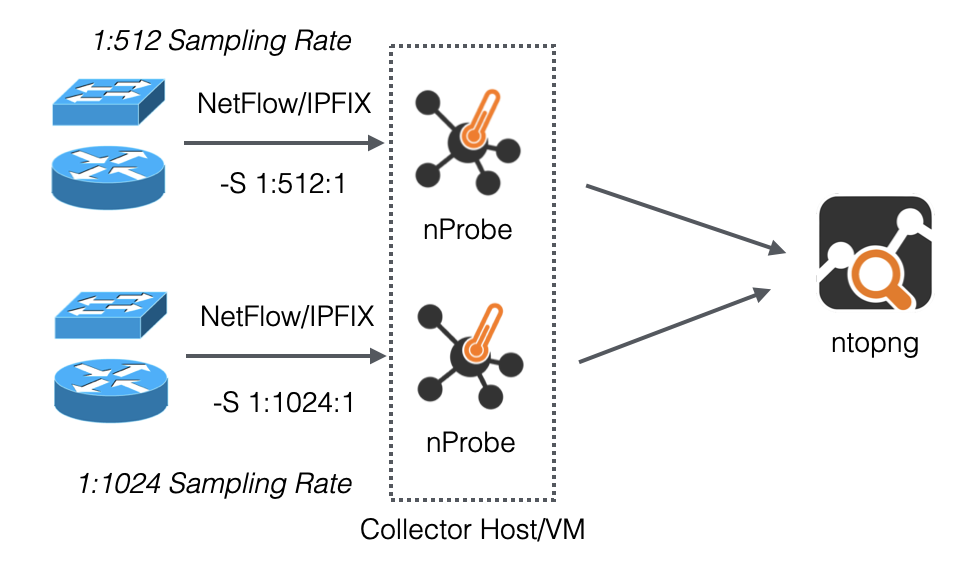 1:512 Sampling Rate
NetFlow/IPFIX
-S 1:512:1
nProbe
NetFlow/IPFIX
-S 1:1024:1
nProbe
ntopng
1:1024 Sampling Rate
Collector Host/VM